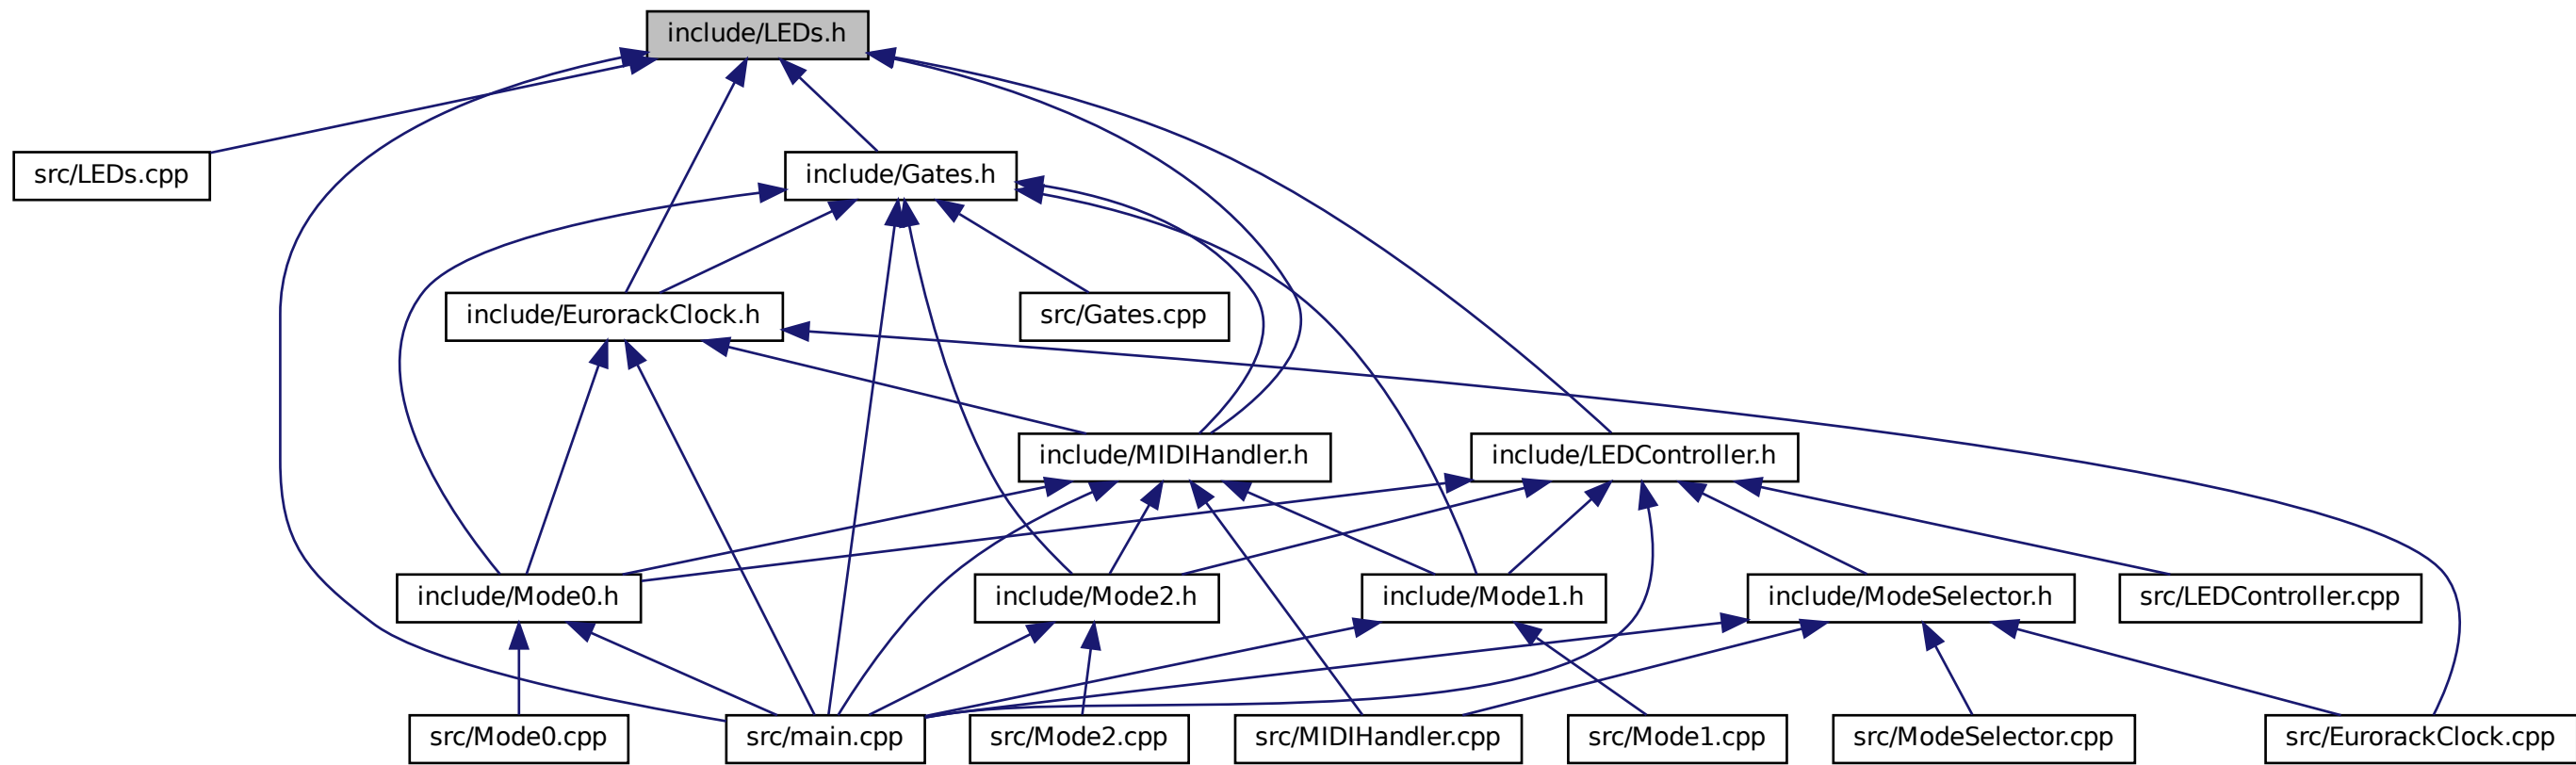 include/LEDs.h
src/LEDs.cpp
include/Gates.h
include/EurorackClock.h
src/Gates.cpp
include/MIDIHandler.h
include/LEDController.h
include/Mode0.h
include/Mode2.h
include/Mode1.h
include/ModeSelector.h
src/LEDController.cpp
src/Mode0.cpp
src/main.cpp
src/Mode2.cpp
src/MIDIHandler.cpp
src/Mode1.cpp
src/ModeSelector.cpp
src/EurorackClock.cpp